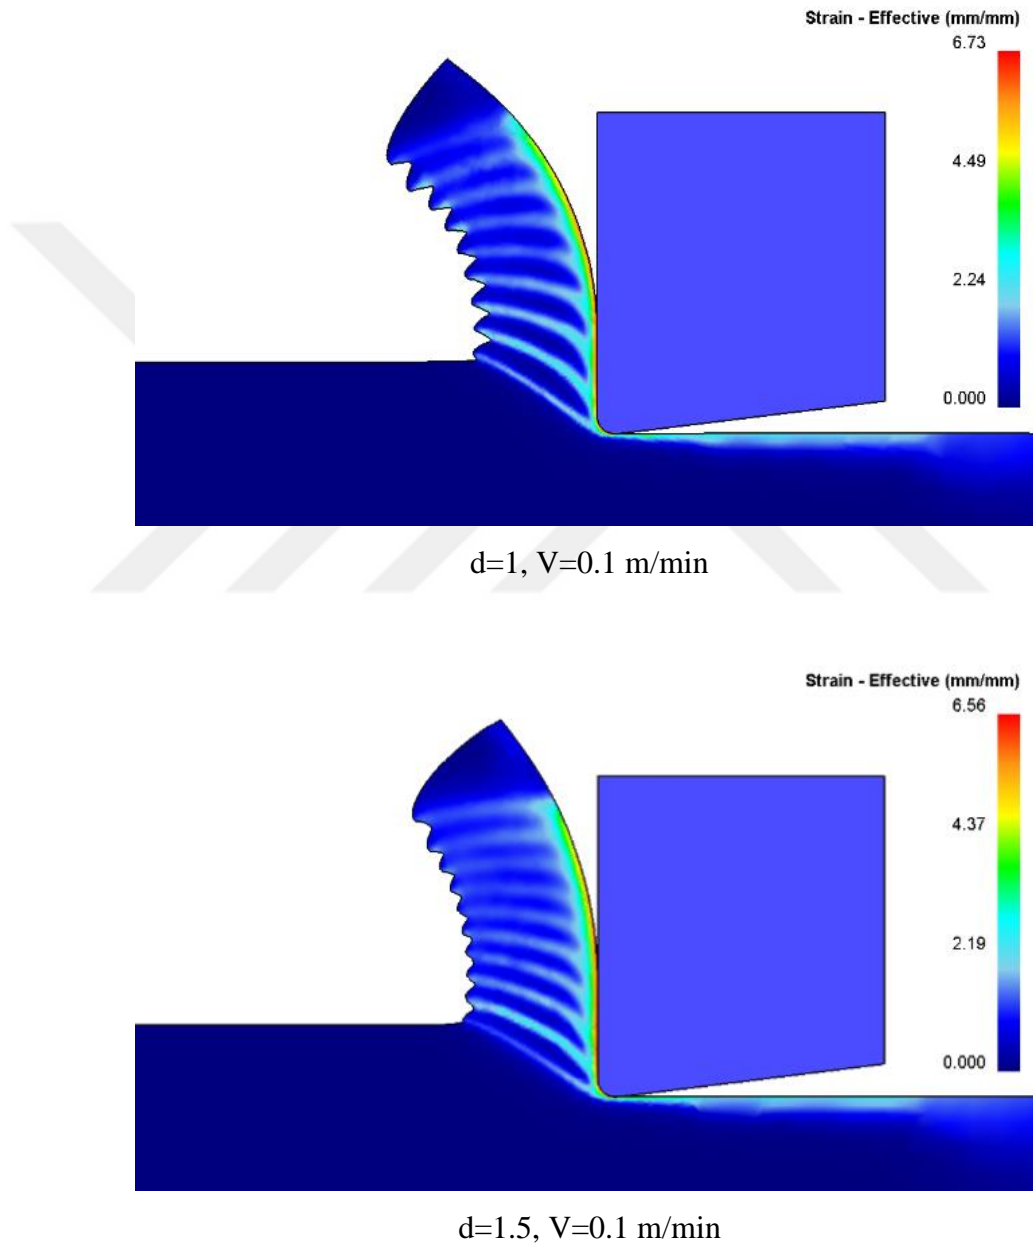 Strain - Effective (mm/mm)
6.73
4.49
2.24
0.000
d=1, V=0.1 m/min
Strain - Effective (mm/mm)
6.56
4.37
2.19
0.000
d=1.5, V=0.1 m/min